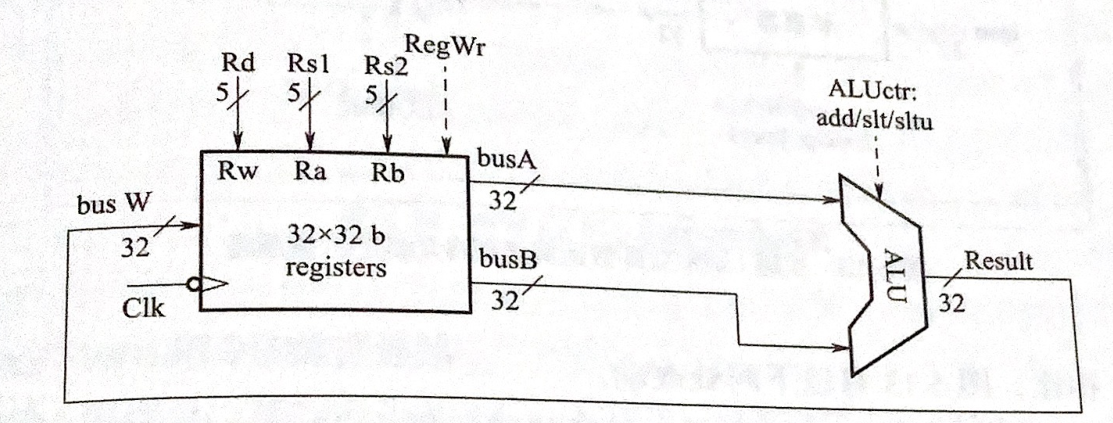 RegWr
Rd Rs1 Rs2
5 5 5
ALUctr:
add/slt/sltu
Rw Ra Rb
busA
32
bus W
32
32×32 b
registers
busB
32
Clk
ALU
Result
32